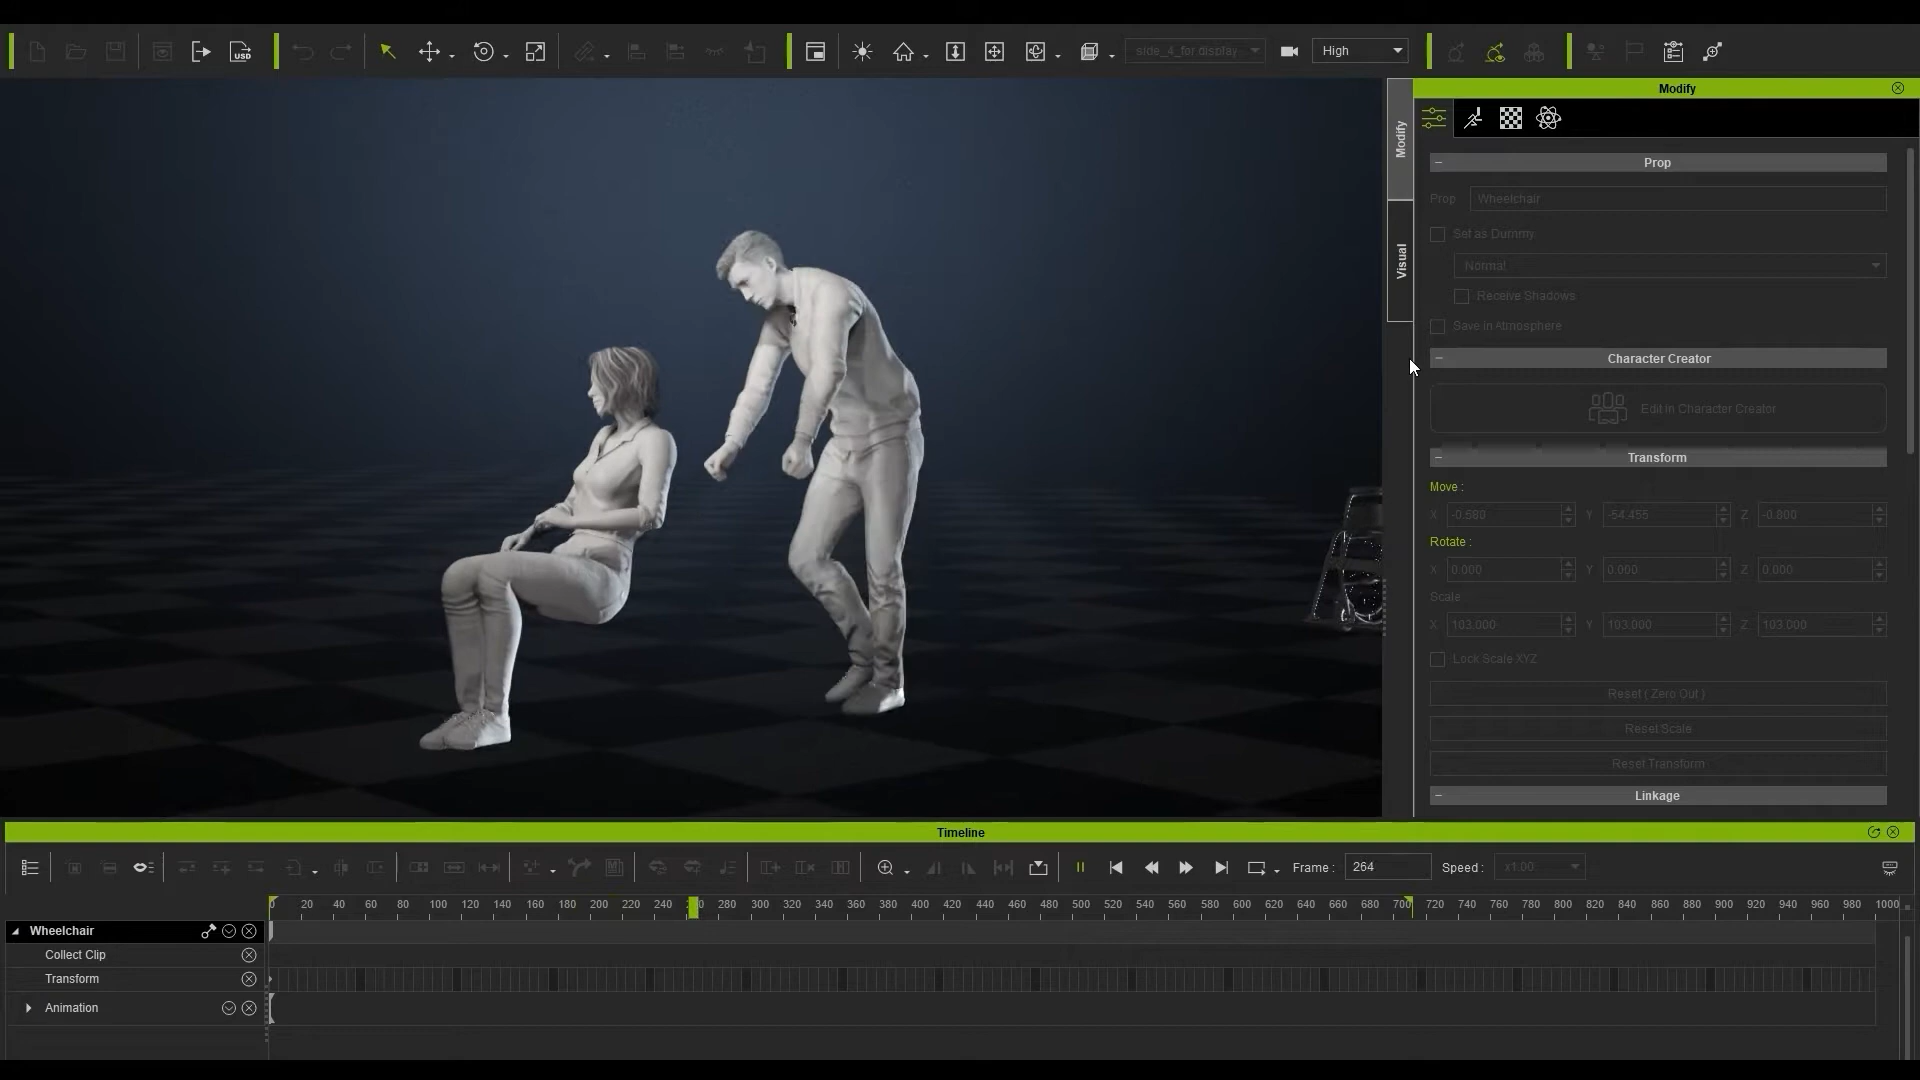 USD
side_4_for display
High
Modify
Modify
Visual
Prop
Prop Wheelchair
Set as Dummy
Normal
Receive Shadows
Save in Atmosphere
Character Creator
Edit in Character Creator
Transform
Move :
X -0.580 Y -54.455 Z -0.800
Rotate :
X 0.000 Y 0.000 Z 0.000
Scale
X 103.000 Y 103.000 Z 103.000
Lock Scale XYZ
Reset ( Zero Out )
Reset Scale
Reset Transform
Linkage
Timeline
Frame : 264 Speed : x1.00
0 20 40 60 80 100 120 140 160 180 200 220 240 280 300 320 340 360 380 400 420 440 460 480 500 520 540 560 580 600 620 640 660 680 700 720 740 760 780 800 820 840 860 880 900 920 940 960 980 1000
Wheelchair
Collect Clip
Transform
Animation